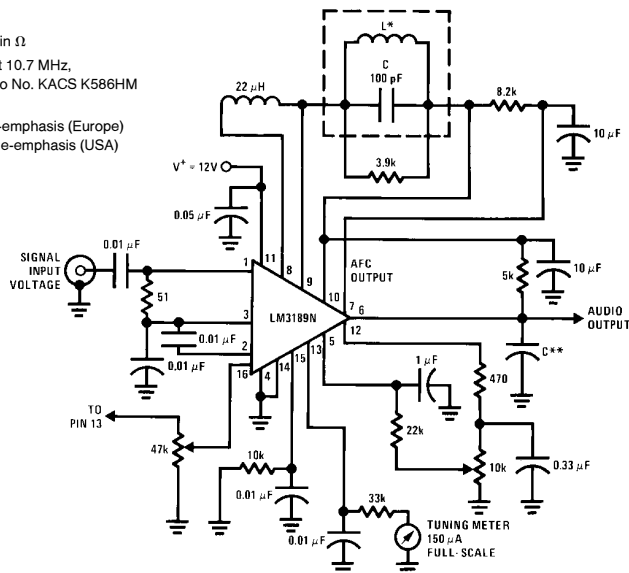 in Ω
t 10.7 MHz,
o No. KACS K586HM
-emphasis (Europe)
e-emphasis (USA)
L*
C
100 pF
22 μH
8.2k
3.9k
10 μF
V+ = 12V
0.05 μF
0.01 μF
SIGNAL
INPUT
VOLTAGE
51
11
8
9
1
10
AFC
OUTPUT
5k
10 μF
LM3189N
7
6
AUDIO
OUTPUT
3
12
0.01 μF
2
0.01 μF
16
4
14
15
13
5
1 μF
C**
470
TO
PIN 13
47k
22k
10k
0.33 μF
10k
0.01 μF
33k
0.01 μF
TUNING METER
150 μA
FULL-SCALE